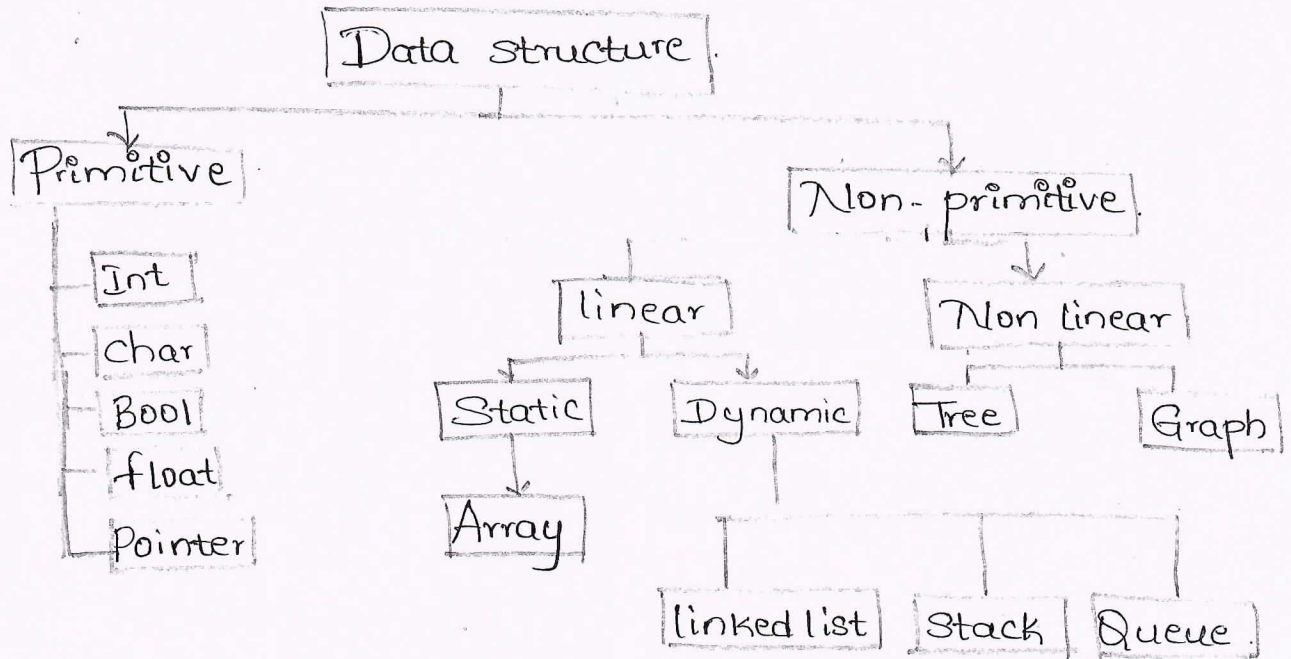 Data structure
Primitive
Non-primitive
Int
char
Bool
float
Pointer
linear
Non linear
Static
Dynamic
Tree
Graph
Array
linked list
Stack
Queue